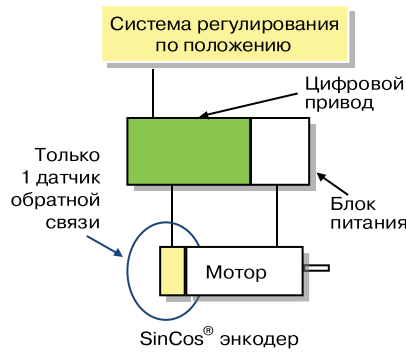 Система регулирования
по положению
Цифровой
привод
Только
1 датчик
обратной
связи
Блок
питания
Мотор
SinCos® энкодер